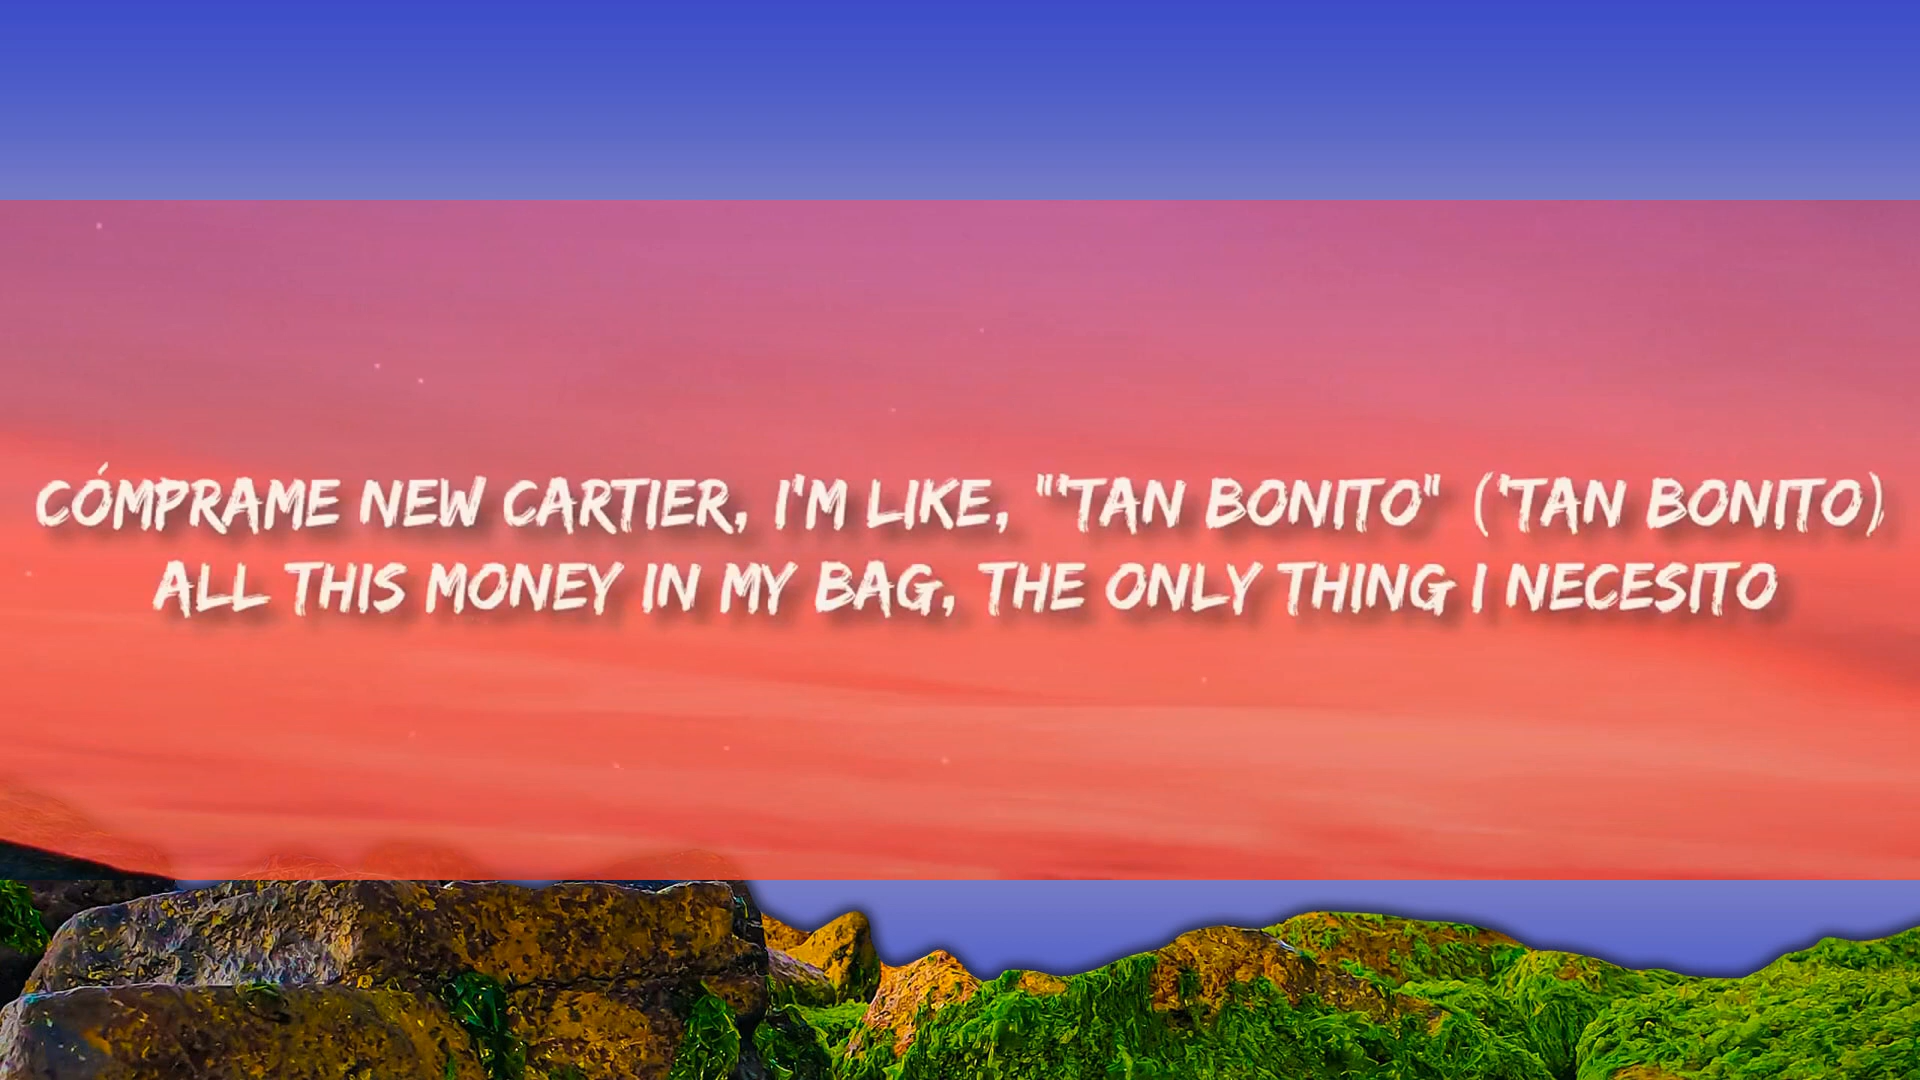 CÓMPRAME NEW CARTIER, I'M LIKE, "'TAN BONITO" ('TAN BONITO)
ALL THIS MONEY IN MY BAG, THE ONLY THING I NECESITO